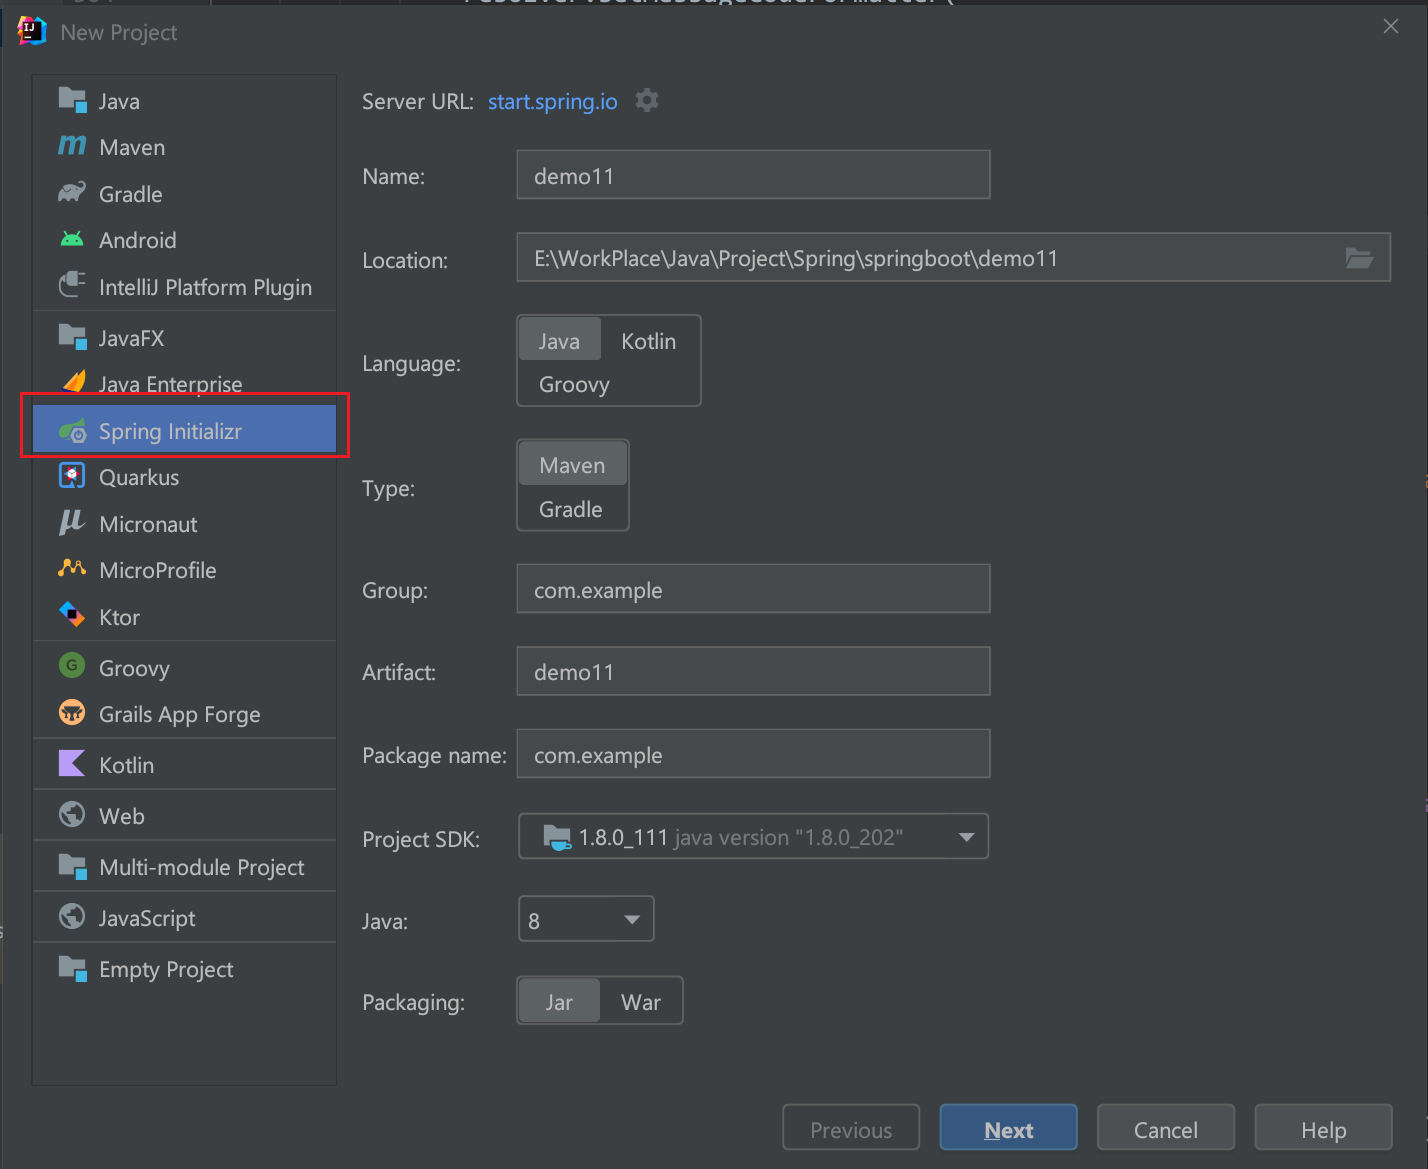 New Project
Java
Maven
Gradle
Android
IntelliJ Platform Plugin
JavaFX
Java Enterprise
Spring Initializr
Quarkus
Micronaut
MicroProfile
Ktor
Groovy
Grails App Forge
Kotlin
Web
Multi-module Project
JavaScript
Empty Project
Server URL: start.spring.io
Name: demo11
Location: E:\WorkPlace\Java\Project\Spring\springboot\demo11
Language: Java Kotlin
Groovy
Type: Maven
Gradle
Group: com.example
Artifact: demo11
Package name: com.example
Project SDK: 1.8.0_111 java version "1.8.0_202"
Java: 8
Packaging: Jar War
Previous Next Cancel Help